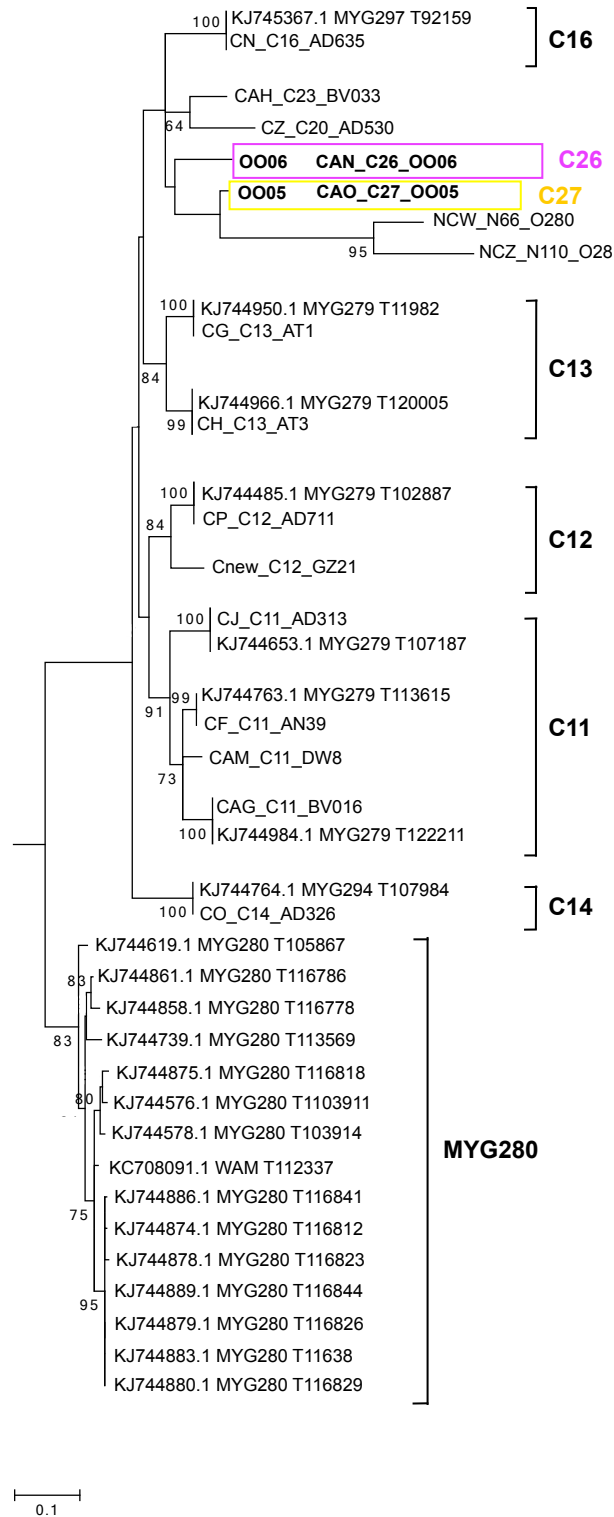 100
KJ745367.1 MYG297 T92159
CN_C16_AD635
C16
CAH_C23_BV033
64
CZ_C20_AD530
OO06 CAN_C26_OO06
C26
OO05 CAO_C27_OO05
C27
NCW_N66_O280
95
NCZ_N110_O28
100
KJ744950.1 MYG279 T11982
CG_C13_AT1
C13
84
KJ744966.1 MYG279 T120005
99
CH_C13_AT3
100
KJ744485.1 MYG279 T102887
CP_C12_AD711
84
C12
Cnew_C12_GZ21
100
CJ_C11_AD313
KJ744653.1 MYG279 T107187
91
99
KJ744763.1 MYG279 T113615
CF_C11_AN39
C11
73
CAM_C11_DW8
CAG_C11_BV016
100
KJ744984.1 MYG279 T122211
KJ744764.1 MYG294 T107984
100
CO_C14_AD326
C14
KJ744619.1 MYG280 T105867
83
KJ744861.1 MYG280 T116786
KJ744858.1 MYG280 T116778
83
KJ744739.1 MYG280 T113569
KJ744875.1 MYG280 T116818
80
KJ744576.1 MYG280 T1103911
KJ744578.1 MYG280 T103914
MYG280
KC708091.1 WAM T112337
75
KJ744886.1 MYG280 T116841
KJ744874.1 MYG280 T116812
KJ744878.1 MYG280 T116823
95
KJ744889.1 MYG280 T116844
KJ744879.1 MYG280 T116826
KJ744883.1 MYG280 T11638
KJ744880.1 MYG280 T116829
0.1